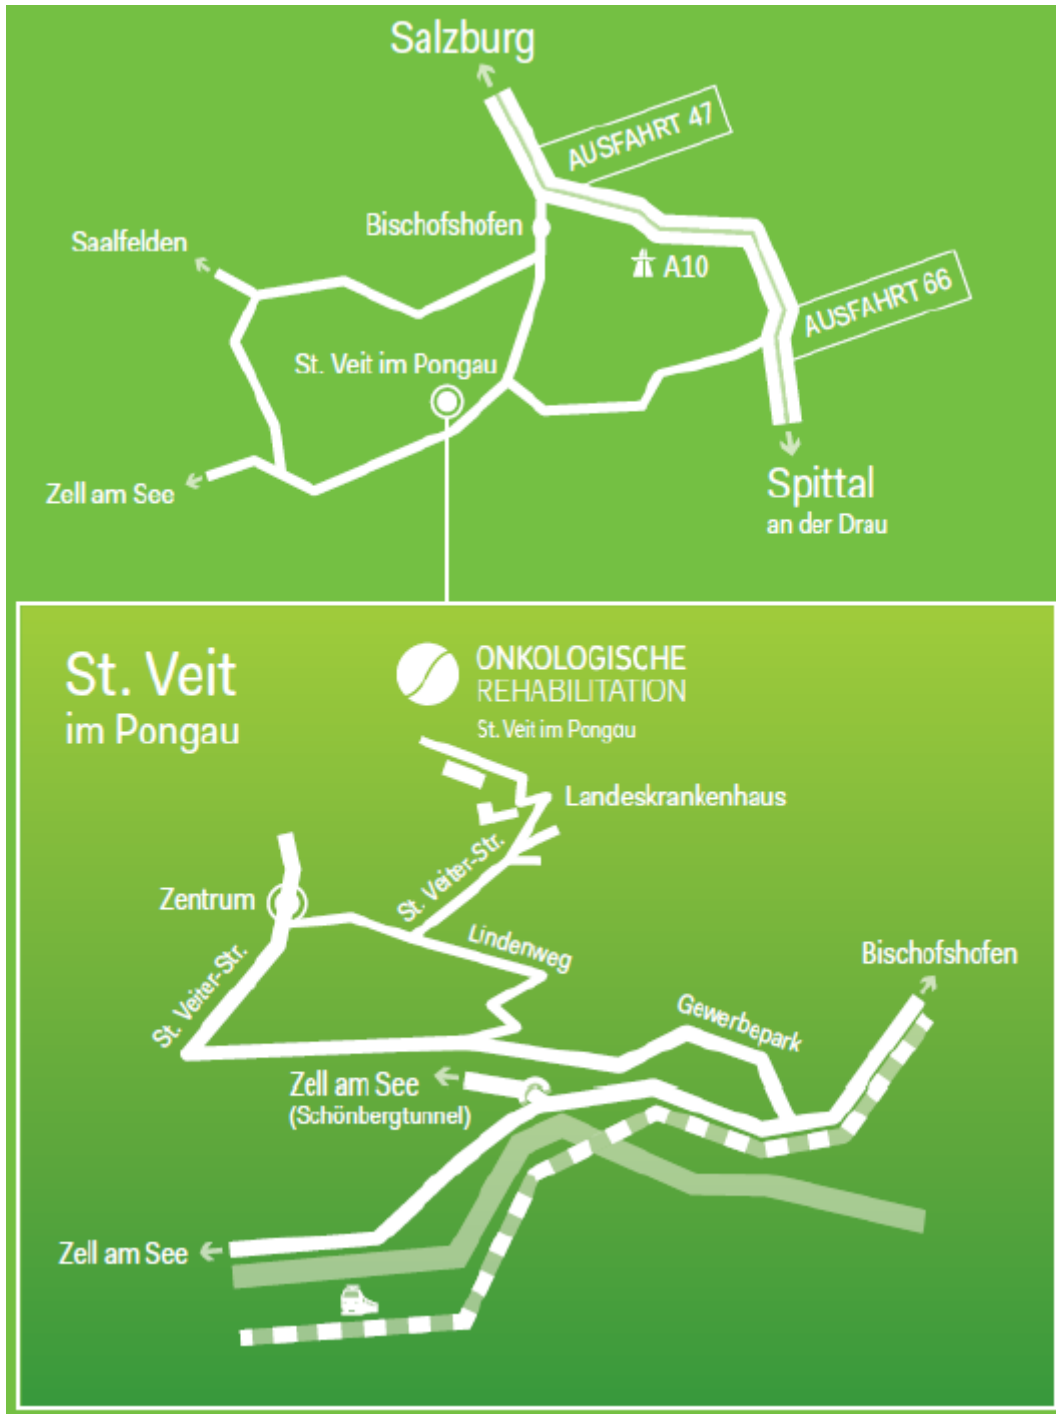 Salzburg
AUSFAHRT 47
Bischofshofen
Saalfelden
A10
AUSFAHRT 66
St. Veit im Pongau
Zell am See
Spittal
an der Drau
St. Veit
im Pongau
ONKOLOGISCHE
REHABILITATION
St. Veit im Pongau
Landeskrankenhaus
St. Veiter-Str.
Zentrum
Lindenweg
St. Veiter-Str.
Bischofshofen
Gewerbepark
Zell am See
(Schönbergtunnel)
Zell am See